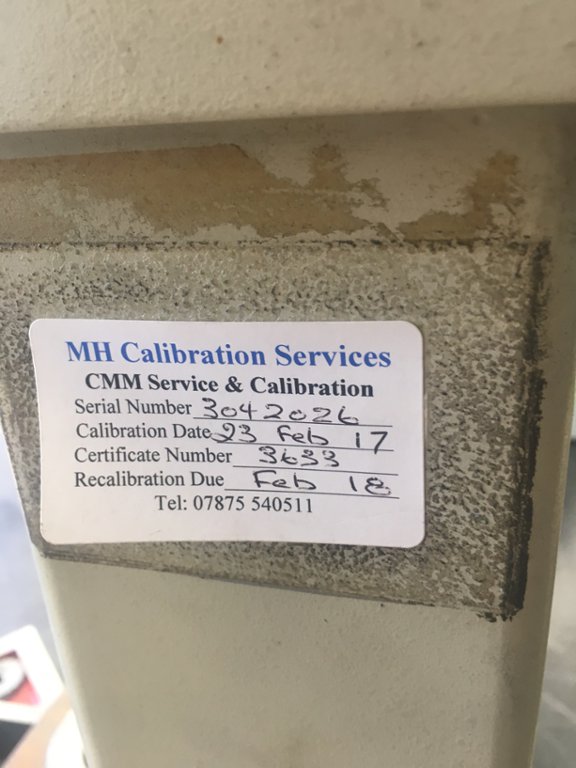 MH Calibration Services
CMM Service & Calibration
Serial Number 3042026
Calibration Date 23 Feb 17
Certificate Number 3633
Recalibration Due Feb 18
Tel: 07875 540511